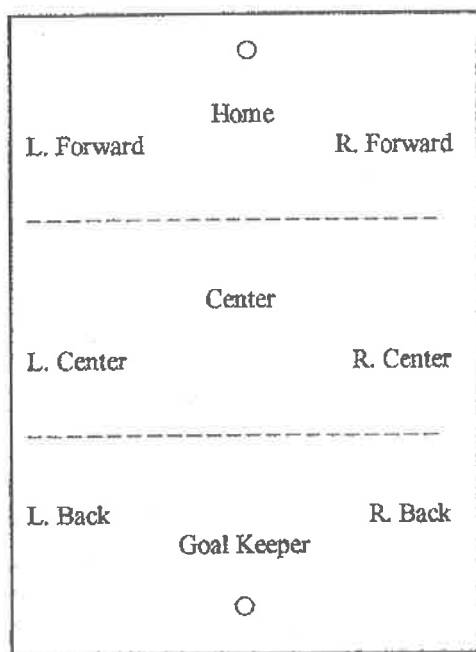 Home
L. Forward R. Forward
Center
L. Center R. Center
L. Back R. Back
Goal Keeper